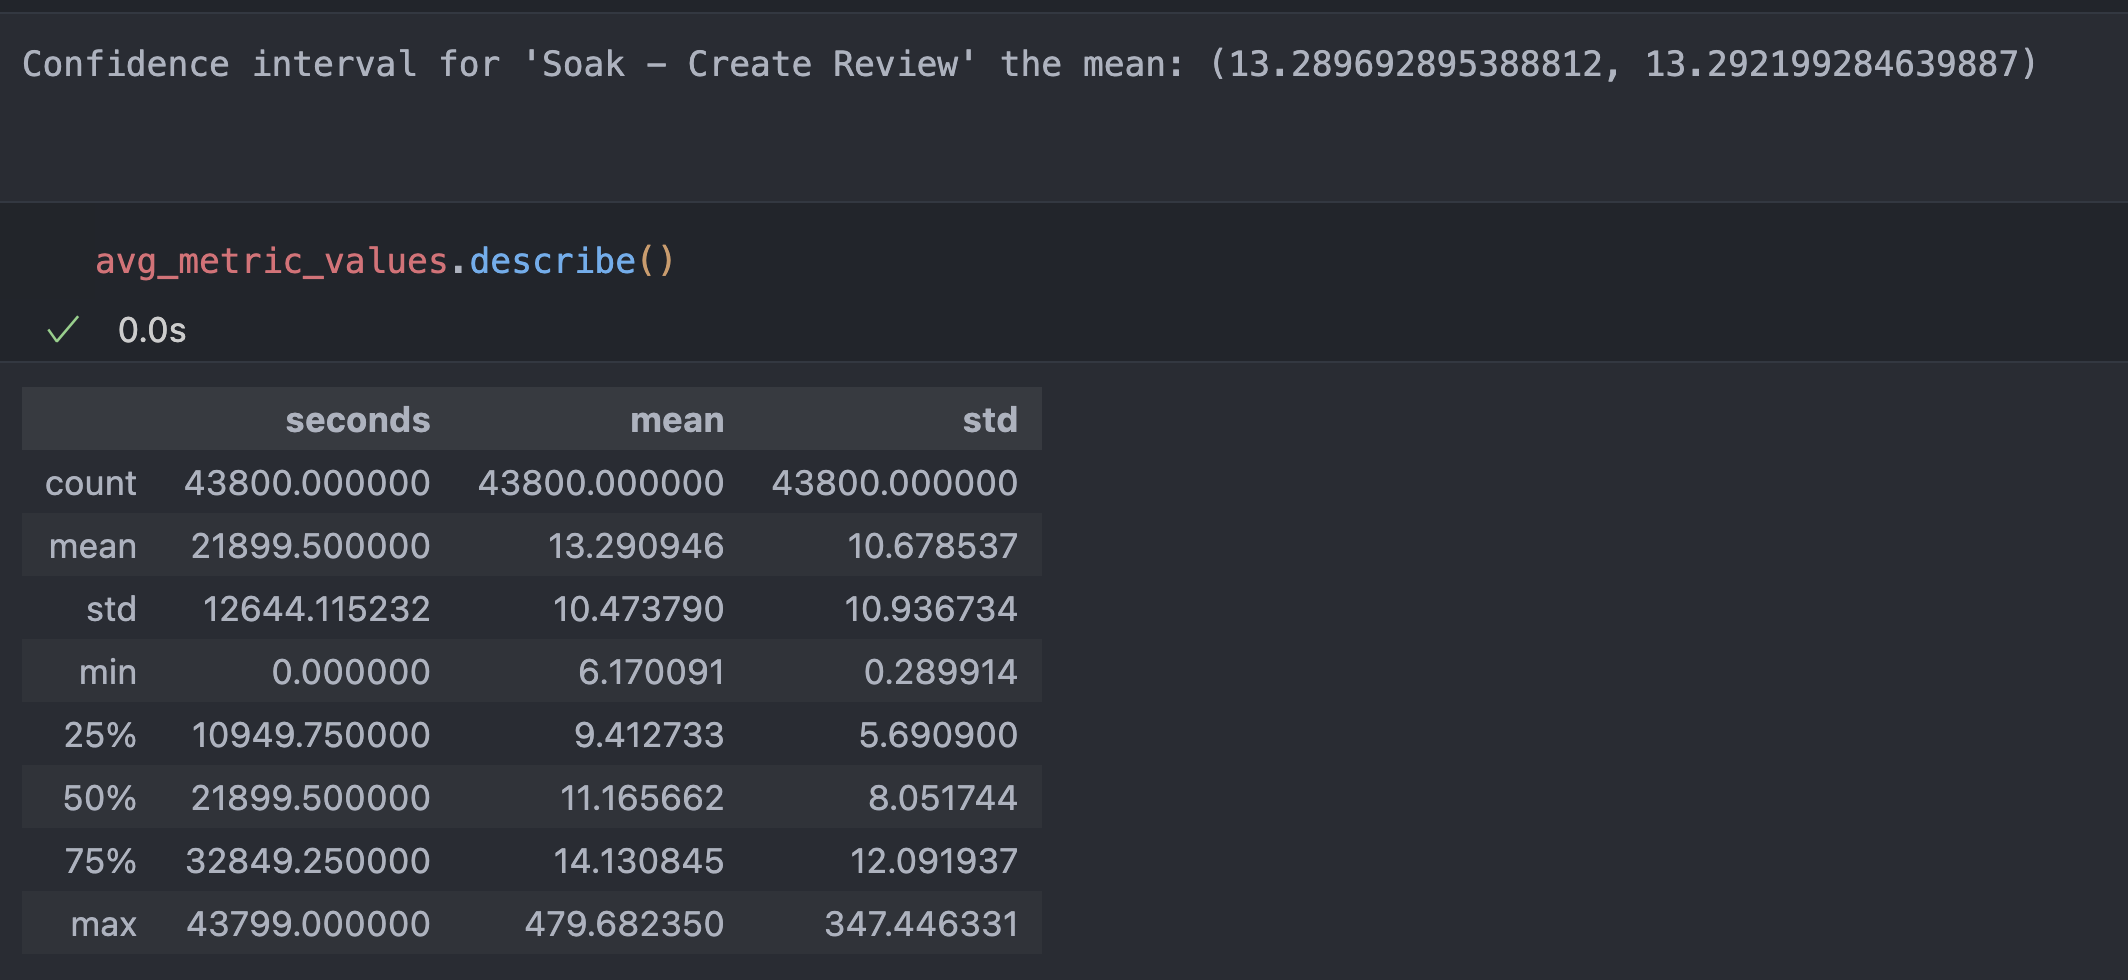 Confidence interval for 'Soak – Create Review' the mean: (13.289692895388812, 13.292199284639887)
avg_metric_values.describe()
✓ 0.0s
seconds mean std
count 43800.000000 43800.000000 43800.000000
mean 21899.500000 13.290946 10.678537
std 12644.115232 10.473790 10.936734
min 0.000000 6.170091 0.289914
25% 10949.750000 9.412733 5.690900
50% 21899.500000 11.165662 8.051744
75% 32849.250000 14.130845 12.091937
max 43799.000000 479.682350 347.446331